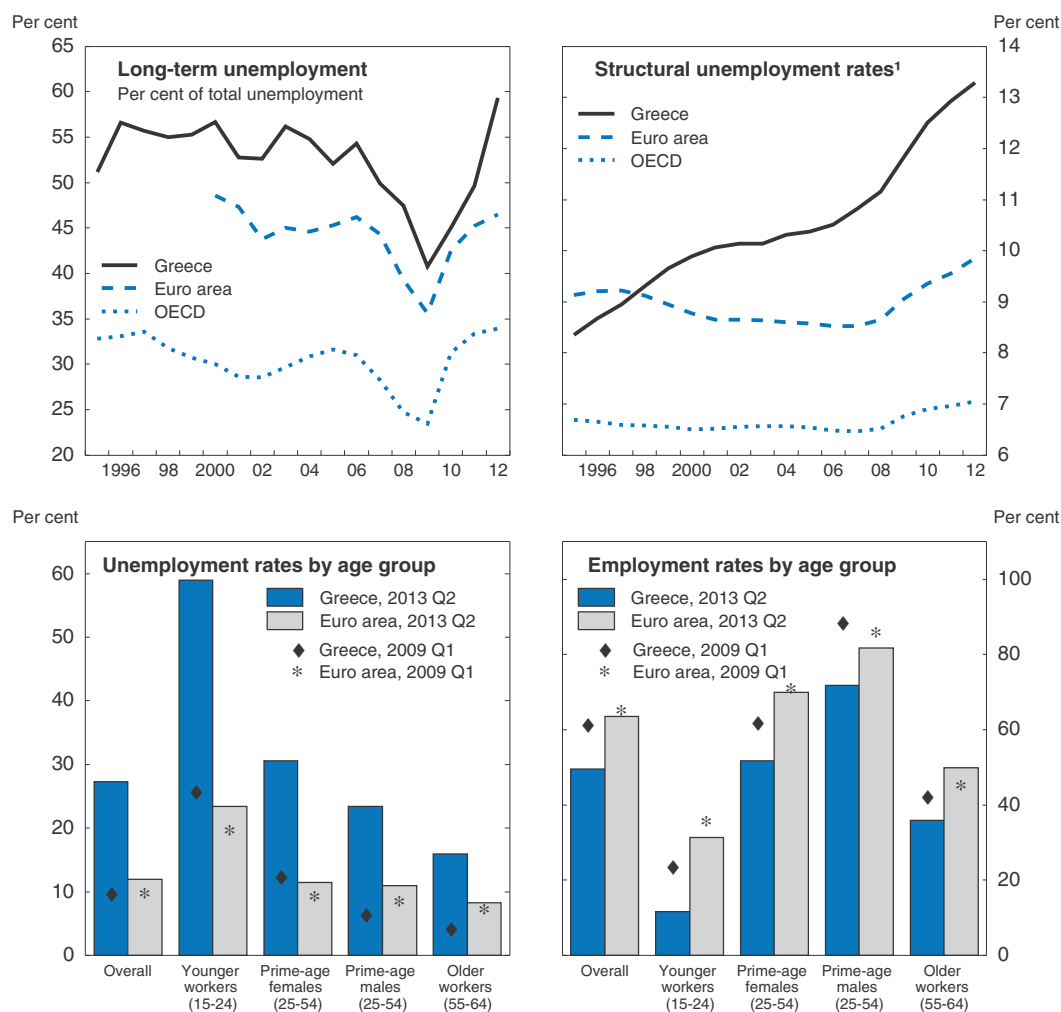 Per cent
65
60
55
50
45
40
35
30
25
20
Long-term unemployment
Per cent of total unemployment
Greece
Euro area
OECD
1996 98 2000 02 04 06 08 10 12
Per cent
14
13
12
11
10
9
8
7
6
Structural unemployment rates¹
Greece
Euro area
OECD
1996 98 2000 02 04 06 08 10 12
Per cent
60
50
40
30
20
10
0
Unemployment rates by age group
Greece, 2013 Q2
Euro area, 2013 Q2
Greece, 2009 Q1
Euro area, 2009 Q1
Overall
Younger
workers
(15-24)
Prime-age
females
(25-54)
Prime-age
males
(25-54)
Older
workers
(55-64)
Per cent
100
80
60
40
20
0
Employment rates by age group
Greece, 2013 Q2
Euro area, 2013 Q2
Greece, 2009 Q1
Euro area, 2009 Q1
Overall
Younger
workers
(15-24)
Prime-age
females
(25-54)
Prime-age
males
(25-54)
Older
workers
(55-64)